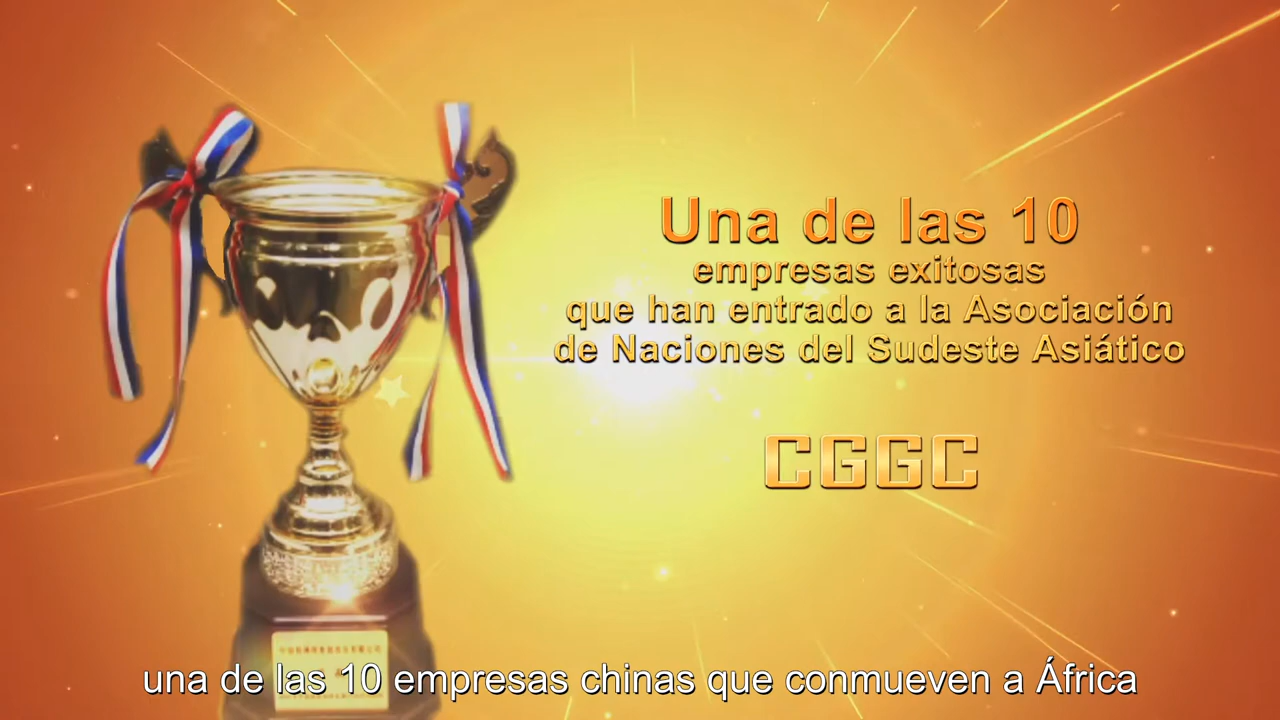 Una de las 10
empresas exitosas
que han entrado a la Asociación
de Naciones del Sudeste Asiático
CGGC
una de las 10 empresas chinas que conmueven a África